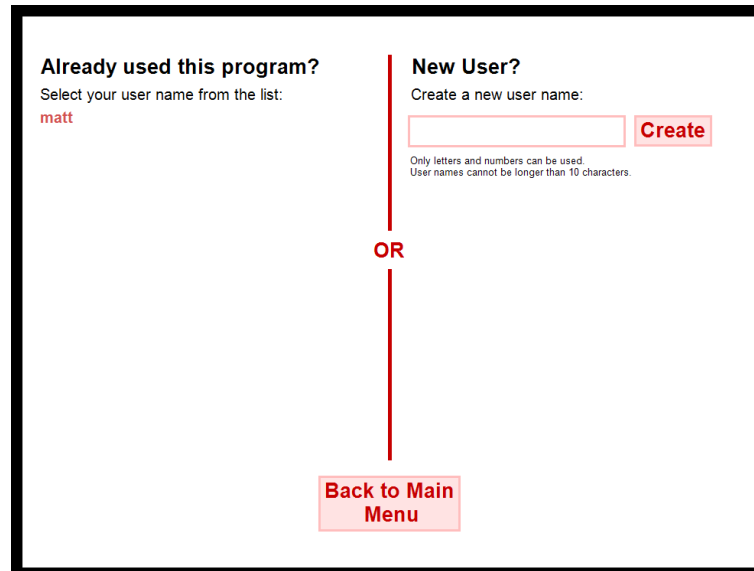 Already used this program?
Select your user name from the list:
matt
OR
New User?
Create a new user name:
Create
Only letters and numbers can be used.
User names cannot be longer than 10 characters.
Back to Main
Menu